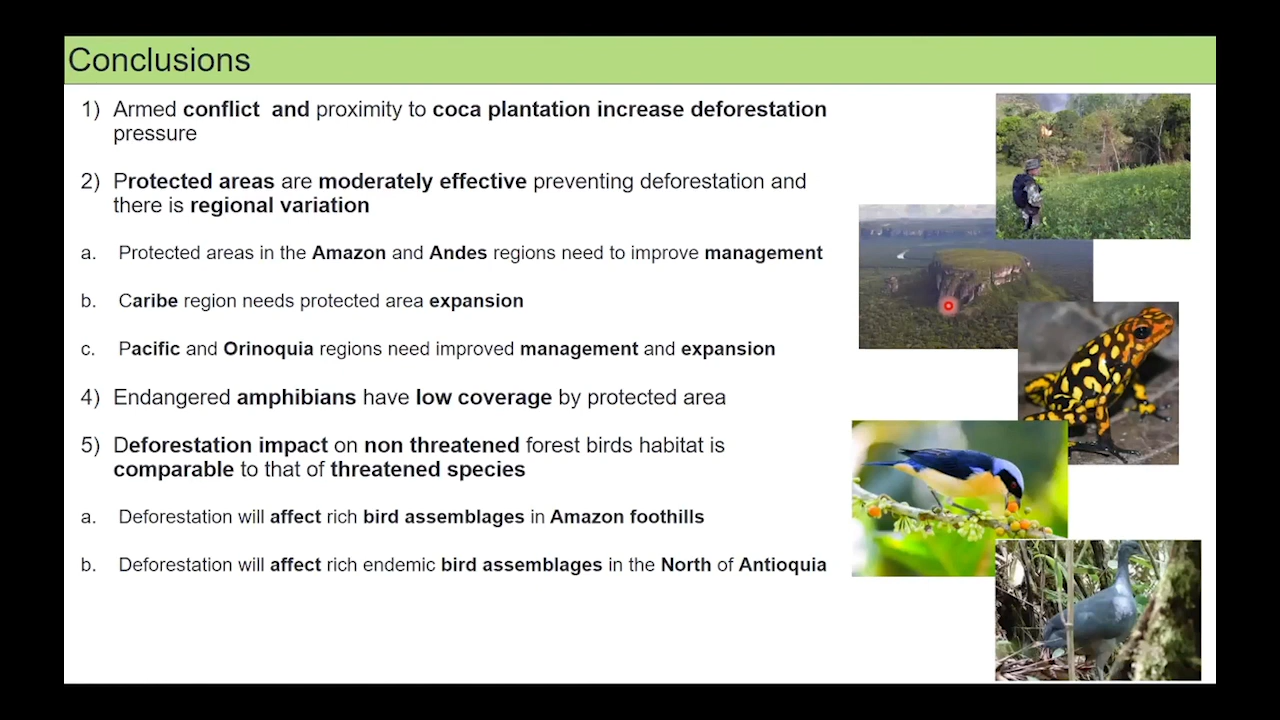 Conclusions
1) Armed conflict and proximity to coca plantation increase deforestation
pressure
2) Protected areas are moderately effective preventing deforestation and
there is regional variation
a. Protected areas in the Amazon and Andes regions need to improve management
b. Caribe region needs protected area expansion
c. Pacific and Orinoquia regions need improved management and expansion
4) Endangered amphibians have low coverage by protected area
5) Deforestation impact on non threatened forest birds habitat is
comparable to that of threatened species
a. Deforestation will affect rich bird assemblages in Amazon foothills
b. Deforestation will affect rich endemic bird assemblages in the North of Antioquia